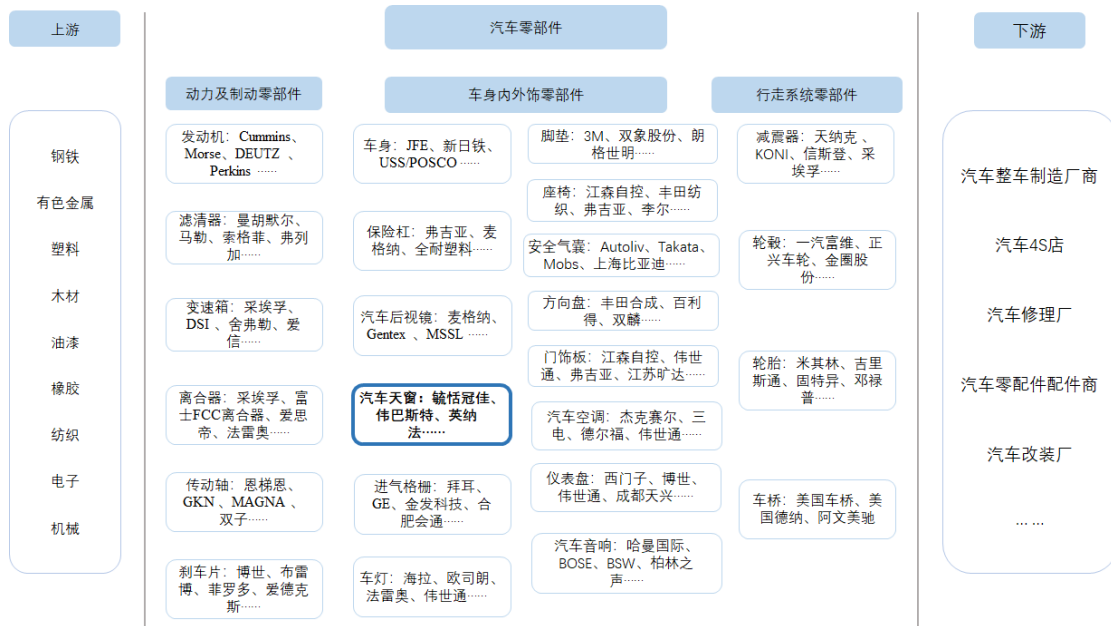 上游
钢铁
有色金属
塑料
木材
油漆
橡胶
纺织
电子
机械
汽车零部件
动力及制动零部件
发动机：Cummins、
Morse、DEUTZ 、
Perkins ……
滤清器：曼胡默尔、
马勒、索格菲、弗列
加……
变速箱：采埃孚、
DSI 、舍弗勒、爱
信……
离合器：采埃孚、富
士FCC离合器、爱思
帝、法雷奥……
传动轴：恩梯恩、
GKN 、MAGNA 、
双子……
刹车片：博世、布雷
博、菲罗多、爱德克
斯……
车身内外饰零部件
车身：JFE、新日铁、
USS/POSCO ……
保险杠：弗吉亚、麦
格纳、全耐塑料……
汽车后视镜：麦格纳、
Gentex 、MSSL ……
汽车天窗：毓恬冠佳、
伟巴斯特、英纳
法……
进气格栅：拜耳、
GE、金发科技、合
肥会通……
车灯：海拉、欧司朗、
法雷奥、伟世通……
脚垫：3M、双象股份、朗
格世明……
座椅：江森自控、丰田纺
织、弗吉亚、李尔……
安全气囊：Autoliv、Takata、
Mobs、上海比亚迪……
方向盘：丰田合成、百利
得、双麟……
门饰板：江森自控、伟世
通、弗吉亚、江苏旷达……
汽车空调：杰克赛尔、三
电、德尔福、伟世通……
仪表盘：西门子、博世、
伟世通、成都天兴……
汽车音响：哈曼国际、
BOSE、BSW、柏林之
声……
行走系统零部件
减震器：天纳克 、
KONI、信斯登、采
埃孚……
轮毂：一汽富维、正
兴车轮、金圈股
份……
轮胎：米其林、吉里
斯通、固特异、邓禄
普……
车桥：美国车桥、美
国德纳、阿文美驰
下游
汽车整车制造厂商
汽车4S店
汽车修理厂
汽车零配件配件商
汽车改装厂
… …